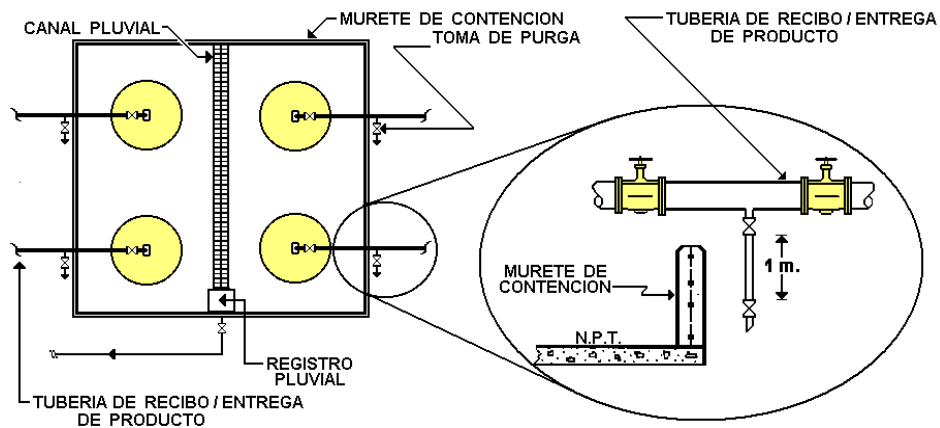 MURETE DE CONTENCION
CANAL PLUVIAL
TOMA DE PURGA
TUBERIA DE RECIBO / ENTREGA
DE PRODUCTO
1 m.
MURETE DE
CONTENCION
N.P.T.
REGISTRO
PLUVIAL
TUBERIA DE RECIBO / ENTREGA
DE PRODUCTO